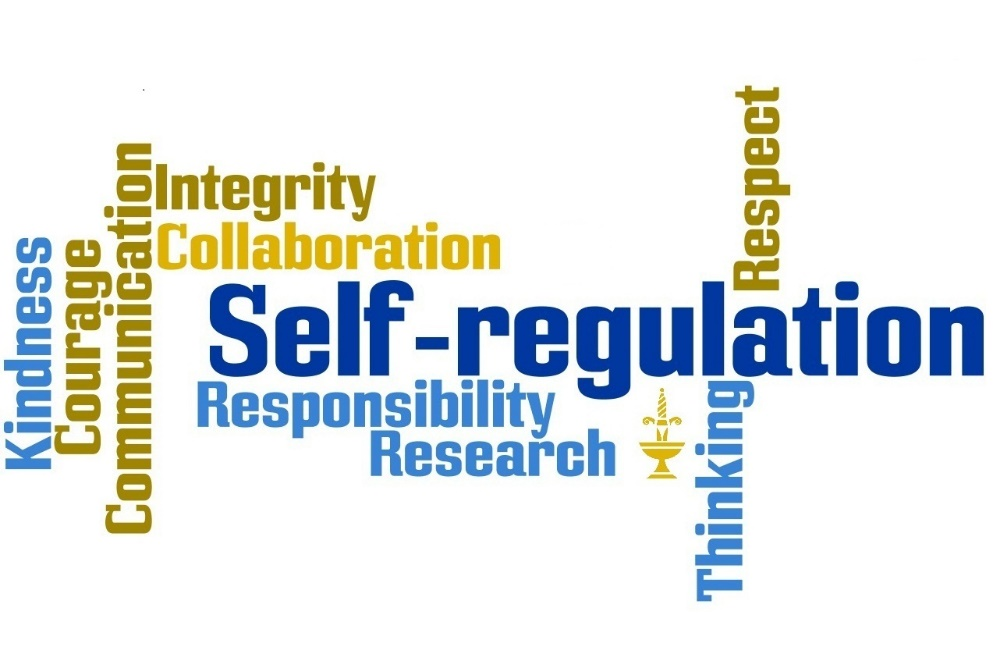 Kindness
Courage
Communication
Integrity
Collaboration
Self-regulation
Responsibility
Research
Respect
Thinking